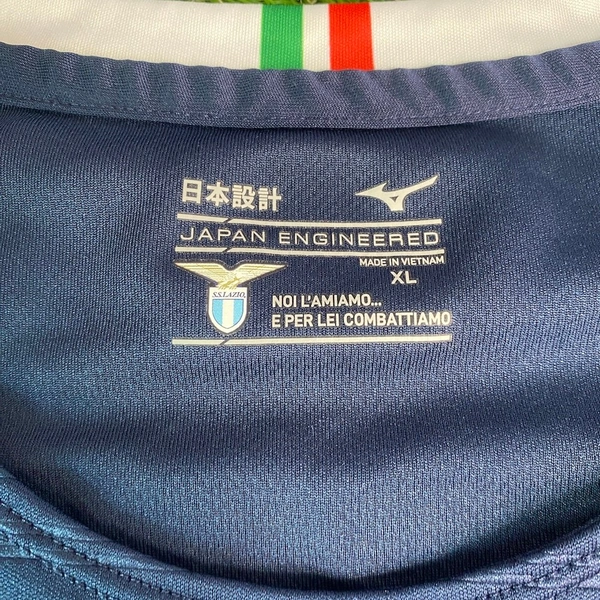 日本設計
JAPAN ENGINEERED
MADE IN VIETNAM
XL
S.S.LAZIO
NOI L'AMIAMO...
E PER LEI COMBATTIAMO